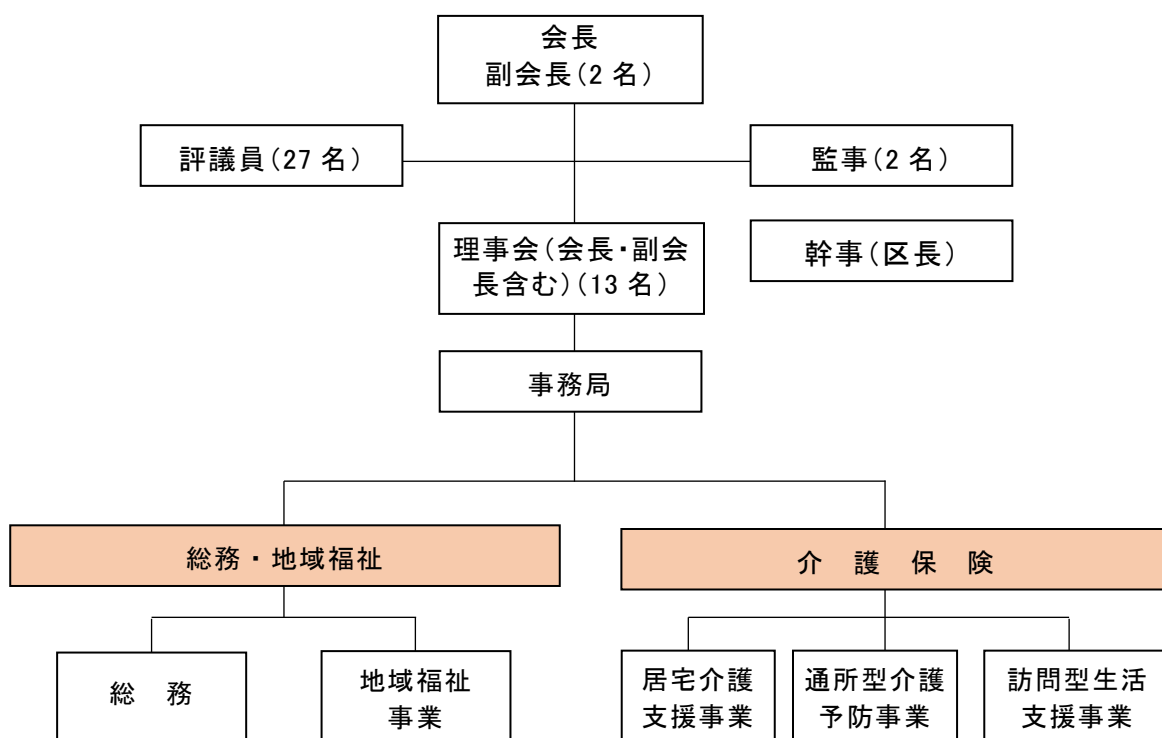 会長
副会長(2名)
評議員(27名)
監事(2名)
理事会(会長・副会
長含む)(13名)
幹事(区長)
事務局
総務・地域福祉
介 護 保 険
総 務
地域福祉
事業
居宅介護
支援事業
通所型介護
予防事業
訪問型生活
支援事業